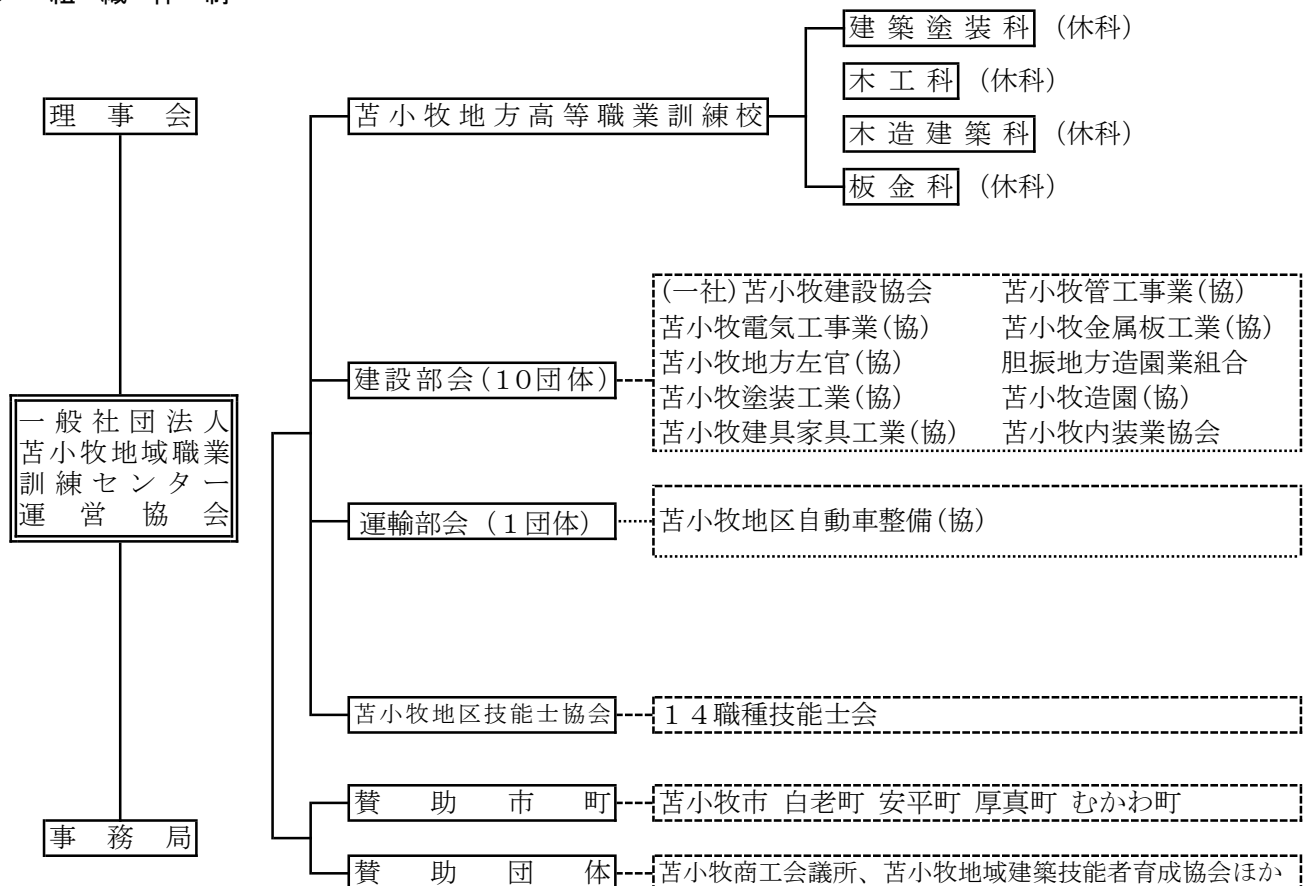 組織体制
建築塗装科 (休科)
木工科 (休科)
木造建築科 (休科)
板金科 (休科)
苫小牧地方高等職業訓練校
理事会
一般社団法人
苫小牧地域職業
訓練センター
運営協会
事務局
建設部会(10団体)
(一社)苫小牧建設協会 苫小牧管工事業(協)
苫小牧電気工事業(協) 苫小牧金属板工業(協)
苫小牧地方左官(協) 胆振地方造園業組合
苫小牧塗装工業(協) 苫小牧造園(協)
苫小牧建具家具工業(協) 苫小牧内装業協会
運輸部会(1団体)
苫小牧地区自動車整備(協)
苫小牧地区技能士協会
14職種技能士会
賛助市町
苫小牧市 白老町 安平町 厚真町 むかわ町
賛助団体
苫小牧商工会議所、苫小牧地域建築技能者育成協会ほか